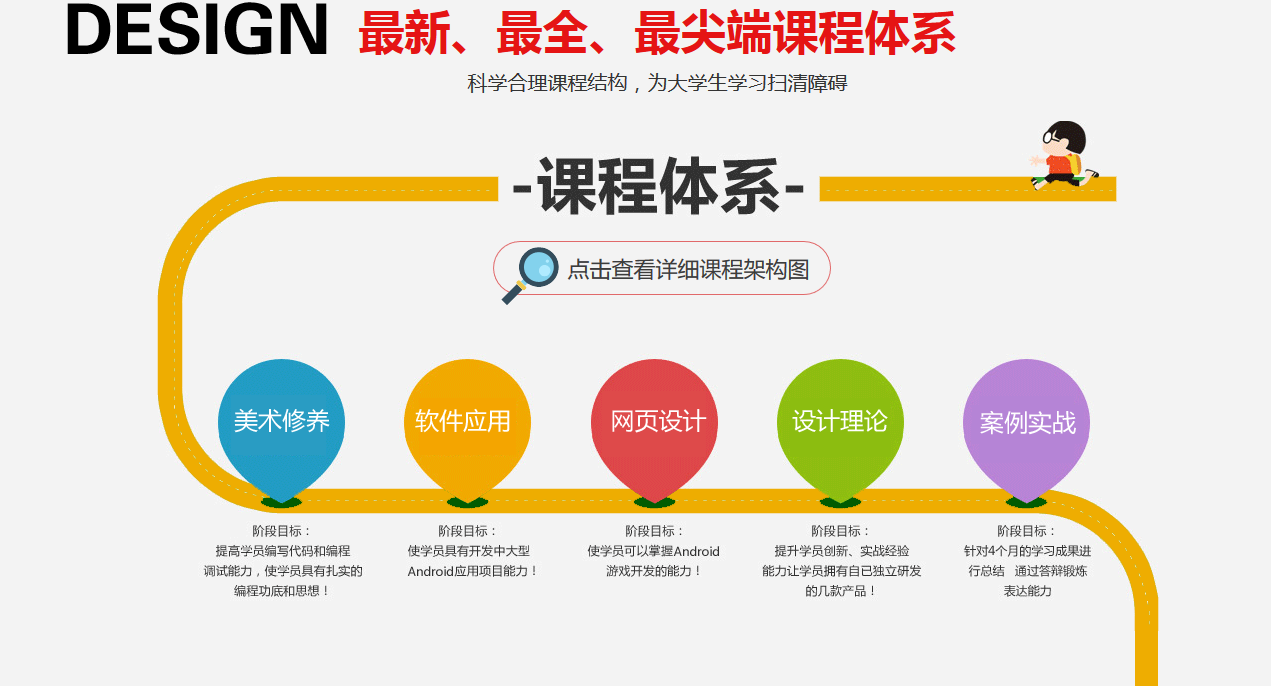 DESIGN 最新、最全、最尖端课程体系
科学合理课程结构，为大学生学习扫清障碍
-课程体系-
点击查看详细课程架构图
美术修养
软件应用
网页设计
设计理论
案例实战
阶段目标：
提高学员编写代码和编程
调试能力，使学员具有扎实的
编程功底和思想！
阶段目标：
使学员具有开发中大型
Android应用项目能力！
阶段目标：
使学员可以掌握Android
游戏开发的能力！
阶段目标：
提升学员创新、实战经验
能力让学员拥有自已独立研发
的几款产品！
阶段目标：
针对4个月的学习成果进
行总结 通过答辩锻炼
表达能力